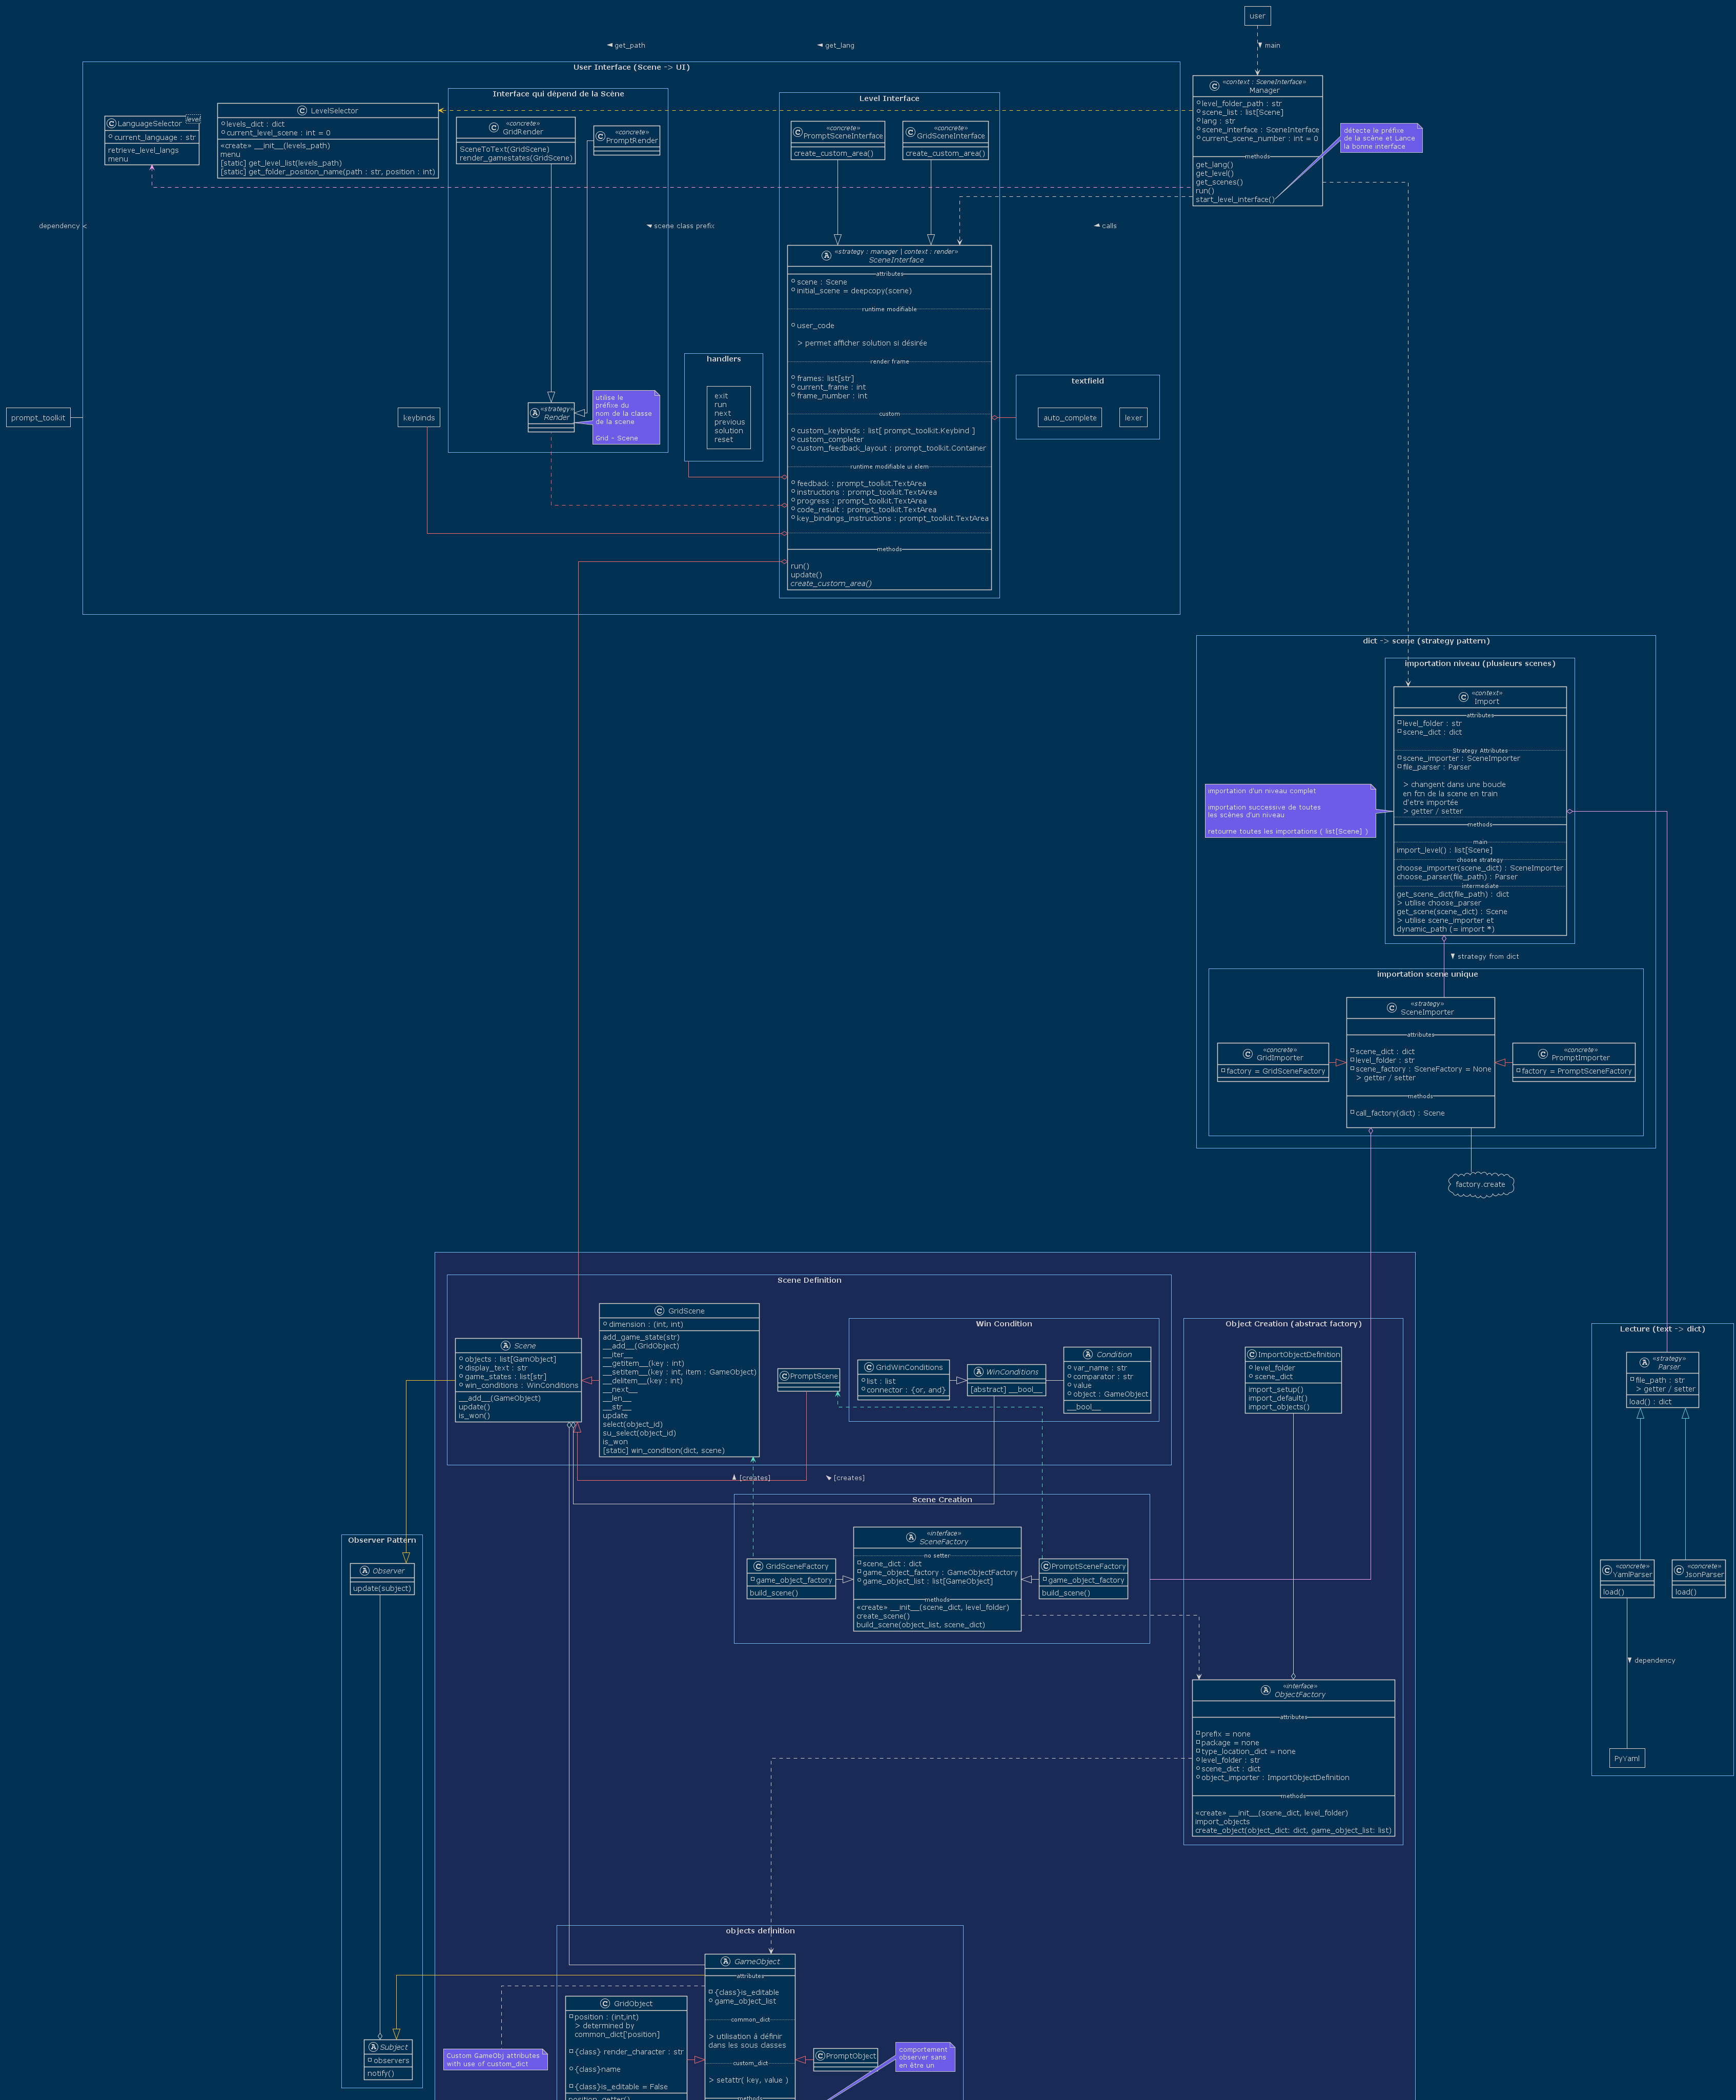 user
main
get_path
get_lang
User Interface (Scene -> UI)
LanguageSelector
level
current_language : str
retrieve_level_langs
menu
LevelSelector
levels_dict : dict
current_level_scene : int = 0
«create» __init__(levels_path)
menu
[static] get_level_list(levels_path)
[static] get_folder_position_name(path : str, position : int)
Interface qui dépend de la Scène
«concrete»
GridRender
SceneToText(GridScene)
render_gamestates(GridScene)
«concrete»
PromptRender
Level Interface
«concrete»
PromptSceneInterface
create_custom_area()
«concrete»
GridSceneInterface
create_custom_area()
«context : SceneInterface»
Manager
level_folder_path : str
scene_list : list[Scene]
lang : str
scene_interface : SceneInterface
current_scene_number : int = 0
methods
get_lang()
get_level()
get_scenes()
run()
start_level_interface()
détecte le préfixe
de la scène et Lance
la bonne interface
dependency <
scene class prefix
calls
«strategy : manager | context : render»
SceneInterface
attributes
scene : Scene
initial_scene = deepcopy(scene)
runtime modifiable
user_code
> permet afficher solution si désirée
render frame
frames: list[str]
current_frame : int
frame_number : int
custom
custom_keybinds : list[ prompt_toolkit.Keybind ]
custom_completer
custom_feedback_layout : prompt_toolkit.Container
runtime modifiable ui elem
feedback : prompt_toolkit.TextArea
instructions : prompt_toolkit.TextArea
progress : prompt_toolkit.TextArea
code_result : prompt_toolkit.TextArea
key_bindings_instructions : prompt_toolkit.TextArea
methods
run()
update()
create_custom_area()
handlers
exit
run
next
previous
solution
reset
textfield
auto_complete
lexer
prompt_toolkit
keybinds
«strategy»
Render
utilise le
préfixe du
nom de la classe
de la scene
Grid - Scene
dict -> scene (strategy pattern)
importation niveau (plusieurs scenes)
«context»
Import
attributes
level_folder : str
scene_dict : dict
Strategy Attributes
scene_importer : SceneImporter
file_parser : Parser
> changent dans une boucle
en fcn de la scene en train
d'etre importée
> getter / setter
methods
main
import_level() : list[Scene]
choose strategy
choose_importer(scene_dict) : SceneImporter
choose_parser(file_path) : Parser
intermediate
get_scene_dict(file_path) : dict
> utilise choose_parser
get_scene(scene_dict) : Scene
> utilise scene_importer et
dynamic_path (= import *)
importation d'un niveau complet
importation successive de toutes
les scènes d'un niveau
retourne toutes les importations ( list[Scene] )
strategy from dict
importation scene unique
«strategy»
SceneImporter
attributes
scene_dict : dict
level_folder : str
scene_factory : SceneFactory = None
> getter / setter
methods
call_factory(dict) : Scene
«concrete»
GridImporter
factory = GridSceneFactory
«concrete»
PromptImporter
factory = PromptSceneFactory
factory.create
Scene Definition
Scene
objects : list[GamObject]
display_text : str
game_states : list[str]
win_conditions : WinConditions
__add__(GameObject)
update()
is_won()
GridScene
dimension : (int, int)
add_game_state(str)
__add__(GridObject)
__iter__
__getitem__(key : int)
__setitem__(key : int, item : GameObject)
__delitem__(key : int)
__next__
__len__
__str__
update
select(object_id)
su_select(object_id)
is_won
[static] win_condition(dict, scene)
PromptScene
Win Condition
GridWinConditions
list : list
connector : {or, and}
WinConditions
[abstract] __bool__
Condition
var_name : str
comparator : str
value
object : GameObject
__bool__
Object Creation (abstract factory)
ImportObjectDefinition
level_folder
scene_dict
import_setup()
import_default()
import_objects()
Lecture (text -> dict)
«strategy»
Parser
file_path : str
> getter / setter
load() : dict
[creates]
[creates]
Scene Creation
«interface»
SceneFactory
no setter
scene_dict : dict
game_object_factory : GameObjectFactory
game_object_list : list[GameObject]
methods
«create» __init__(scene_dict, level_folder)
create_scene()
build_scene(object_list, scene_dict)
GridSceneFactory
game_object_factory
build_scene()
PromptSceneFactory
game_object_factory
build_scene()
Observer Pattern
Observer
update(subject)
«concrete»
YamlParser
load()
«concrete»
JsonParser
load()
dependency
PyYaml
«interface»
ObjectFactory
attributes
prefix = none
package = none
type_location_dict = none
level_folder : str
scene_dict : dict
object_importer : ImportObjectDefinition
methods
«create» __init__(scene_dict, level_folder)
import_objects
create_object(object_dict: dict, game_object_list: list)
objects definition
GameObject
attributes
{class}is_editable
game_object_list
common_dict
> utilisation à définir
dans les sous classes
custom_dict
> setattr( key, value )
methods
GridObject
position : (int,int)
> determined by
common_dict['position]
{class} render_character : str
{class}name
{class}is_editable = False
position_getter()
PromptObject
comportement
observer sans
en être un
Custom GameObj attributes
with use of custom_dict
Subject
observers
notify()